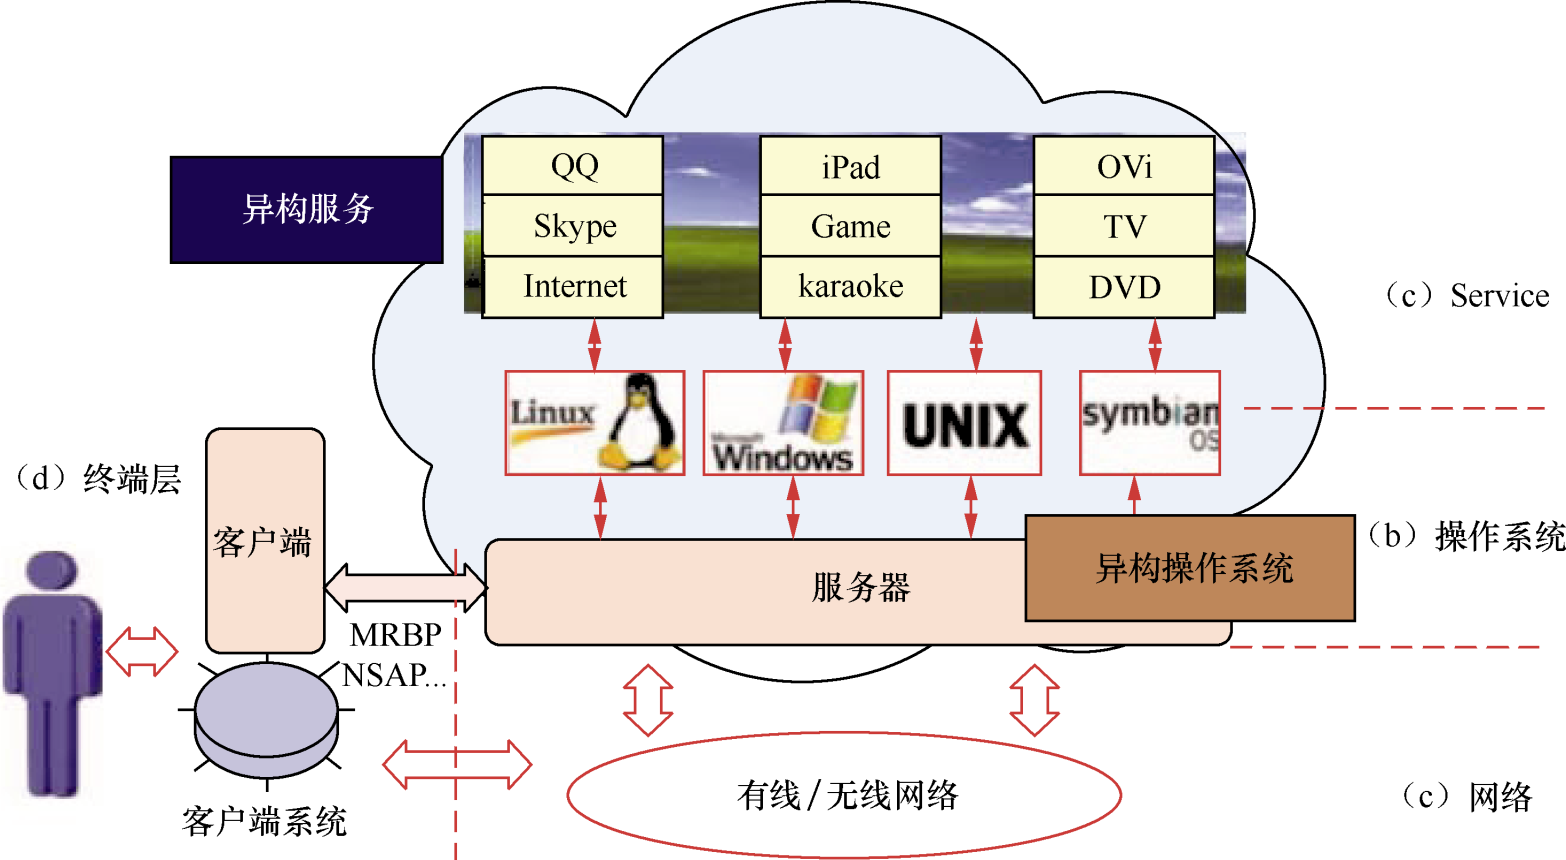 异构服务
QQ
Skype
Internet
iPad
Game
karaoke
OVi
TV
DVD
（c）Service
Linux
Microsoft
Windows
UNIX
symbian
OS
（d）终端层
客户端
（b）操作系统
异构操作系统
服务器
MRBP
NSAP...
客户端系统
有线/无线网络
（c）网络